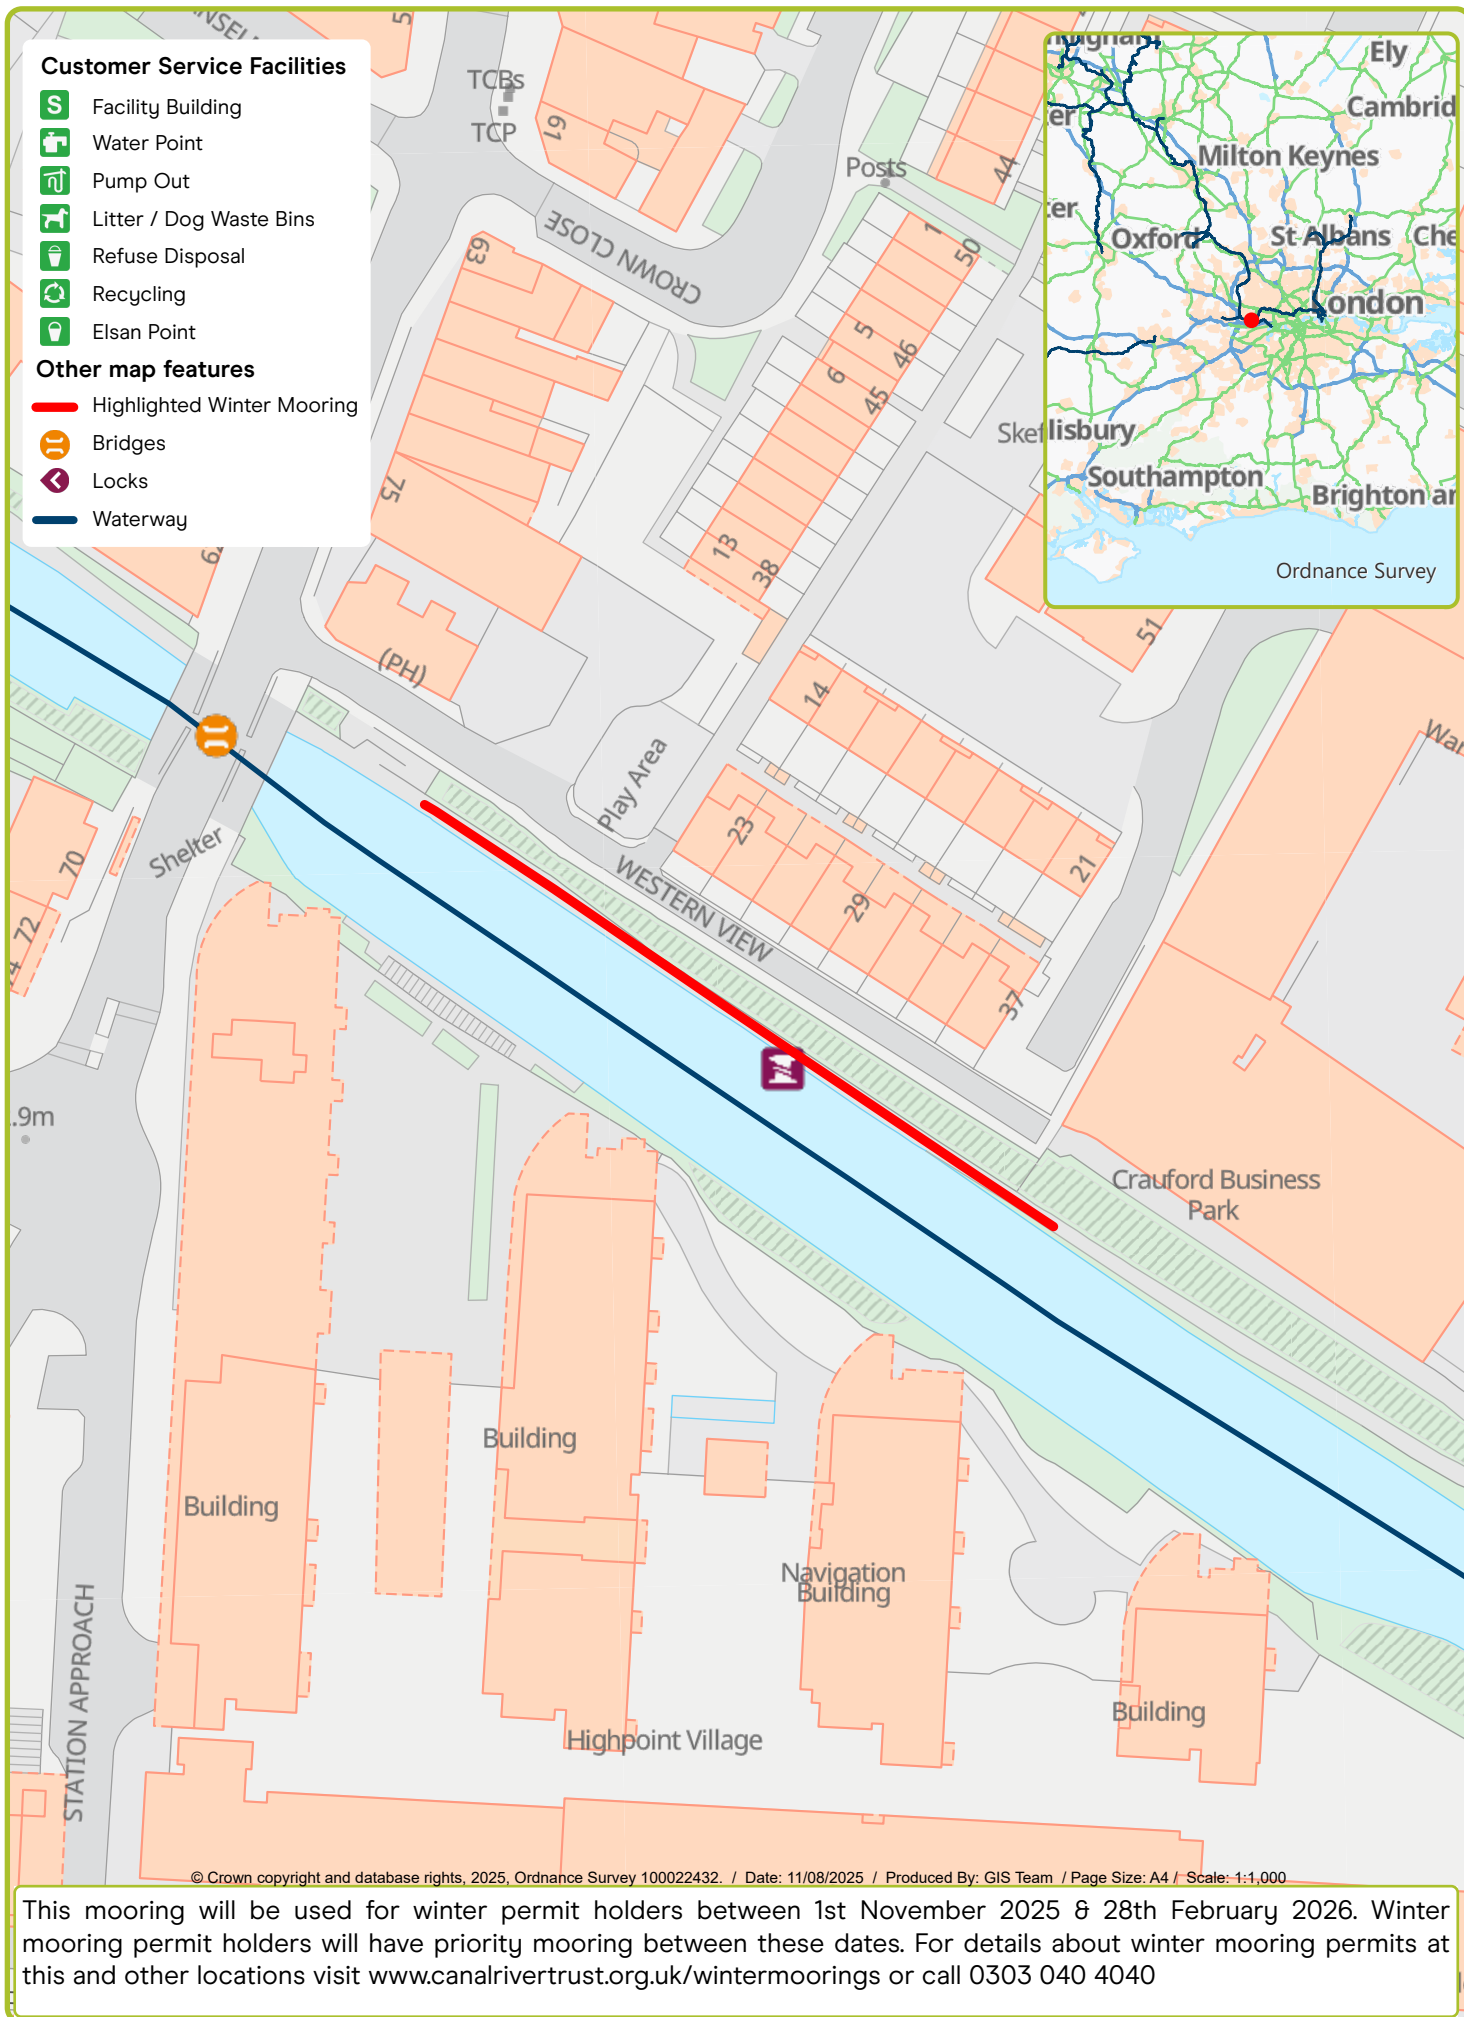 Customer Service Facilities
S Facility Building
Water Point
Pump Out
Litter / Dog Waste Bins
Refuse Disposal
Recycling
Elsan Point
Other map features
Highlighted Winter Mooring
Bridges
Locks
Waterway
TCBs
TCP
61
Posts
44
CROWN CLOSE
63
1
50
5
46
6
45
75
13
38
(PH)
14
51
Play Area
23
WESTERN VIEW
29
21
37
Shelter
70
72
.9m
Crauford Business
Park
Building
Building
Navigation
Building
Building
Highpoint Village
STATION APPROACH
Ely
Cambrid
Milton Keynes
Oxford
St Albans
Che
ondon
lisbury
Southampton
Brighton ar
Ordnance Survey
© Crown copyright and database rights, 2025, Ordnance Survey 100022432. / Date: 11/08/2025 / Produced By: GIS Team / Page Size: A4 / Scale: 1:1,000
This mooring will be used for winter permit holders between 1st November 2025 & 28th February 2026. Winter
mooring permit holders will have priority mooring between these dates. For details about winter mooring permits at
this and other locations visit www.canalrivertrust.org.uk/wintermoorings or call 0303 040 4040